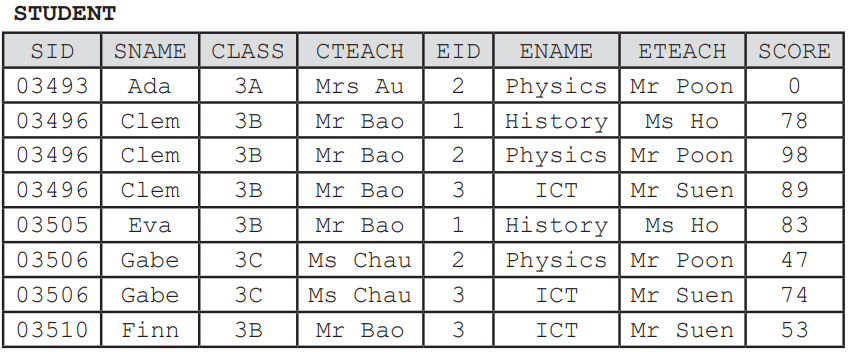 STUDENT
SID SNAME CLASS CTEACH EID ENAME ETEACH SCORE
03493 Ada 3A Mrs Au 2 Physics Mr Poon 0
03496 Clem 3B Mr Bao 1 History Ms Ho 78
03496 Clem 3B Mr Bao 2 Physics Mr Poon 98
03496 Clem 3B Mr Bao 3 ICT Mr Suen 89
03505 Eva 3B Mr Bao 1 History Ms Ho 83
03506 Gabe 3C Ms Chau 2 Physics Mr Poon 47
03506 Gabe 3C Ms Chau 3 ICT Mr Suen 74
03510 Finn 3B Mr Bao 3 ICT Mr Suen 53